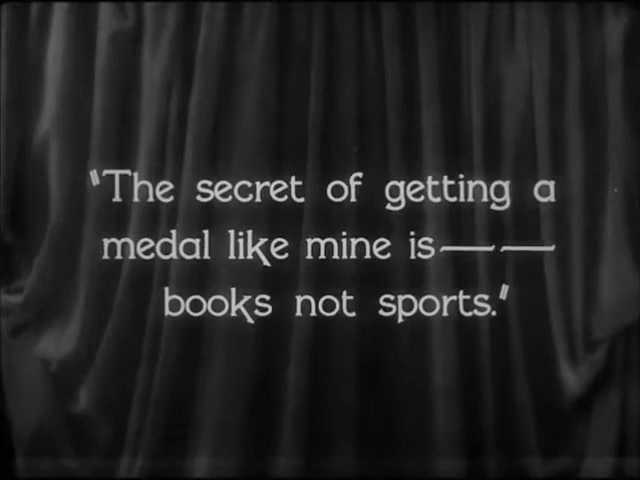 "The secret of getting a
medal like mine is— —
books not sports."